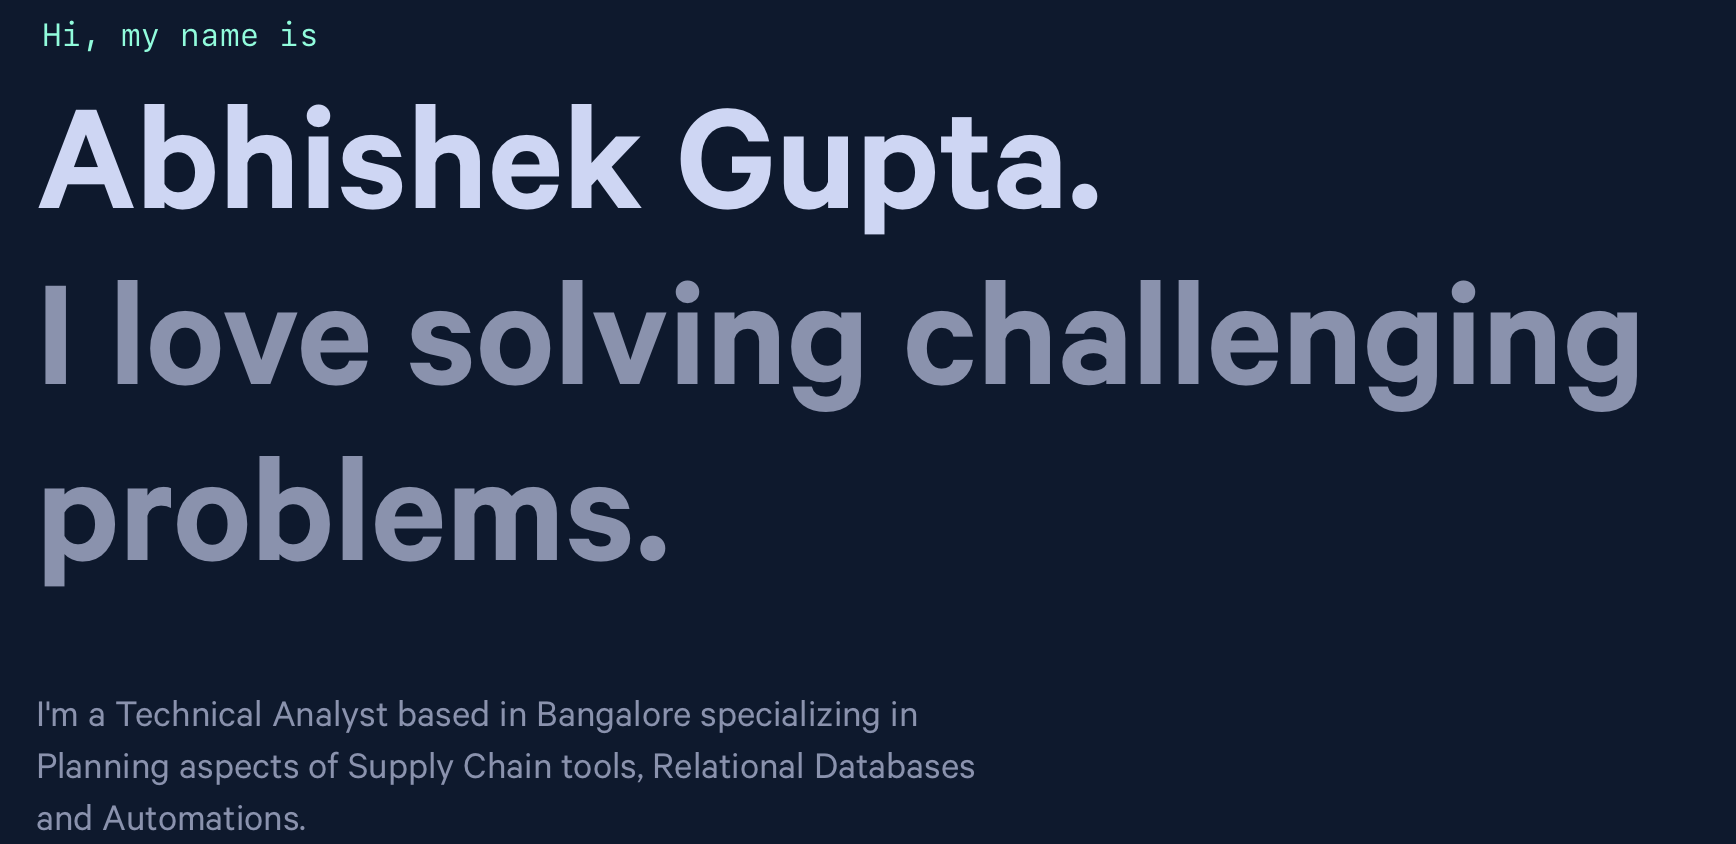 Hi, my name is
Abhishek Gupta.
I love solving challenging
problems.
I'm a Technical Analyst based in Bangalore specializing in
Planning aspects of Supply Chain tools, Relational Databases
and Automations.